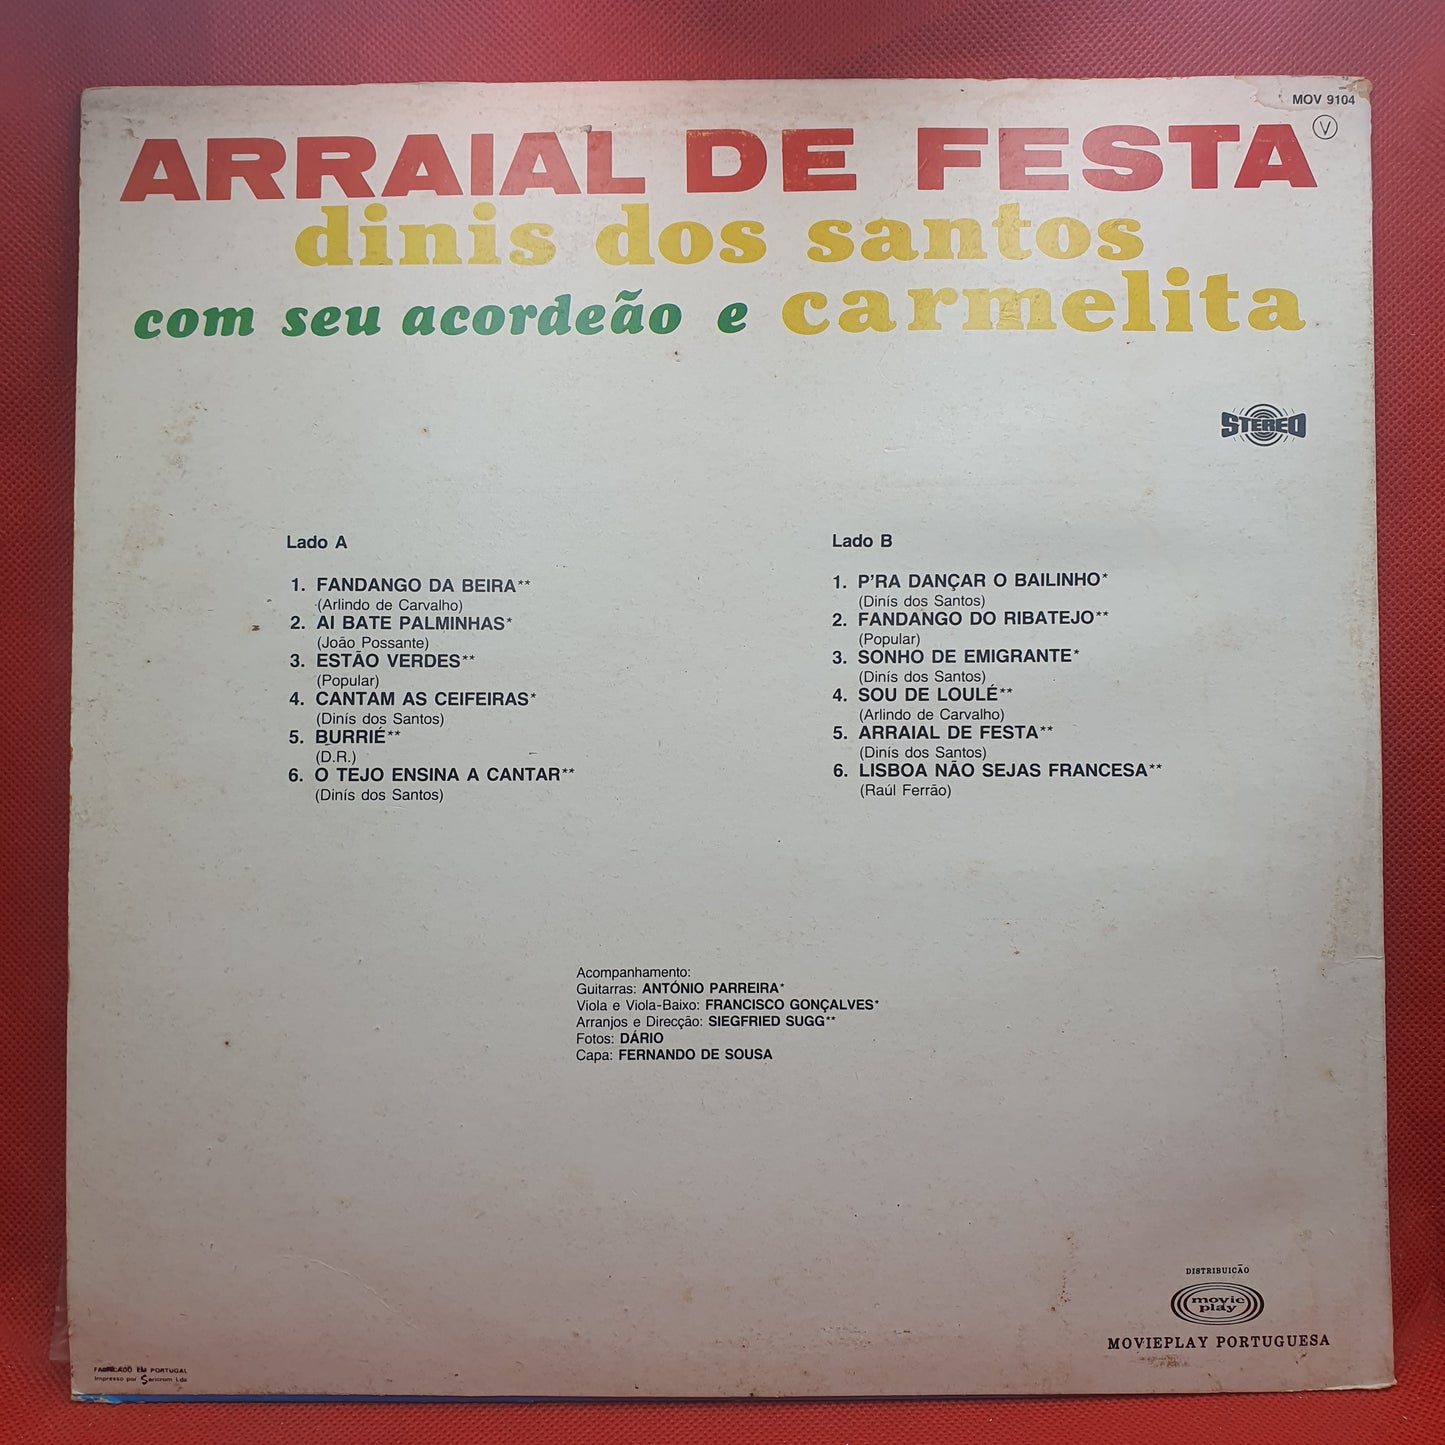 MOV 9104
V
ARRAIAL DE FESTA
dinis dos santos
com seu acordeão e carmelita
STEREO
Lado A
1. FANDANGO DA BEIRA**
(Arlindo de Carvalho)
2. AI BATE PALMINHAS*
(João Possante)
3. ESTÃO VERDES**
(Popular)
4. CANTAM AS CEIFEIRAS*
(Dinís dos Santos)
5. BURRIÉ**
(D.R.)
6. O TEJO ENSINA A CANTAR**
(Dinís dos Santos)
Lado B
1. P'RA DANÇAR O BAILINHO*
(Dinís dos Santos)
2. FANDANGO DO RIBATEJO**
(Popular)
3. SONHO DE EMIGRANTE*
(Dinís dos Santos)
4. SOU DE LOULÉ**
(Arlindo de Carvalho)
5. ARRAIAL DE FESTA**
(Dinís dos Santos)
6. LISBOA NÃO SEJAS FRANCESA**
(Raúl Ferrão)
Acompanhamento:
Guitarras: ANTÓNIO PARREIRA*
Viola e Viola-Baixo: FRANCISCO GONÇALVES*
Arranjos e Direcção: SIEGFRIED SUGG**
Fotos: DÁRIO
Capa: FERNANDO DE SOUSA
DISTRIBUICÃO
movie
play
MOVIEPLAY PORTUGUESA
FABRICADO EM PORTUGAL
Impresso por Sericrom Lda